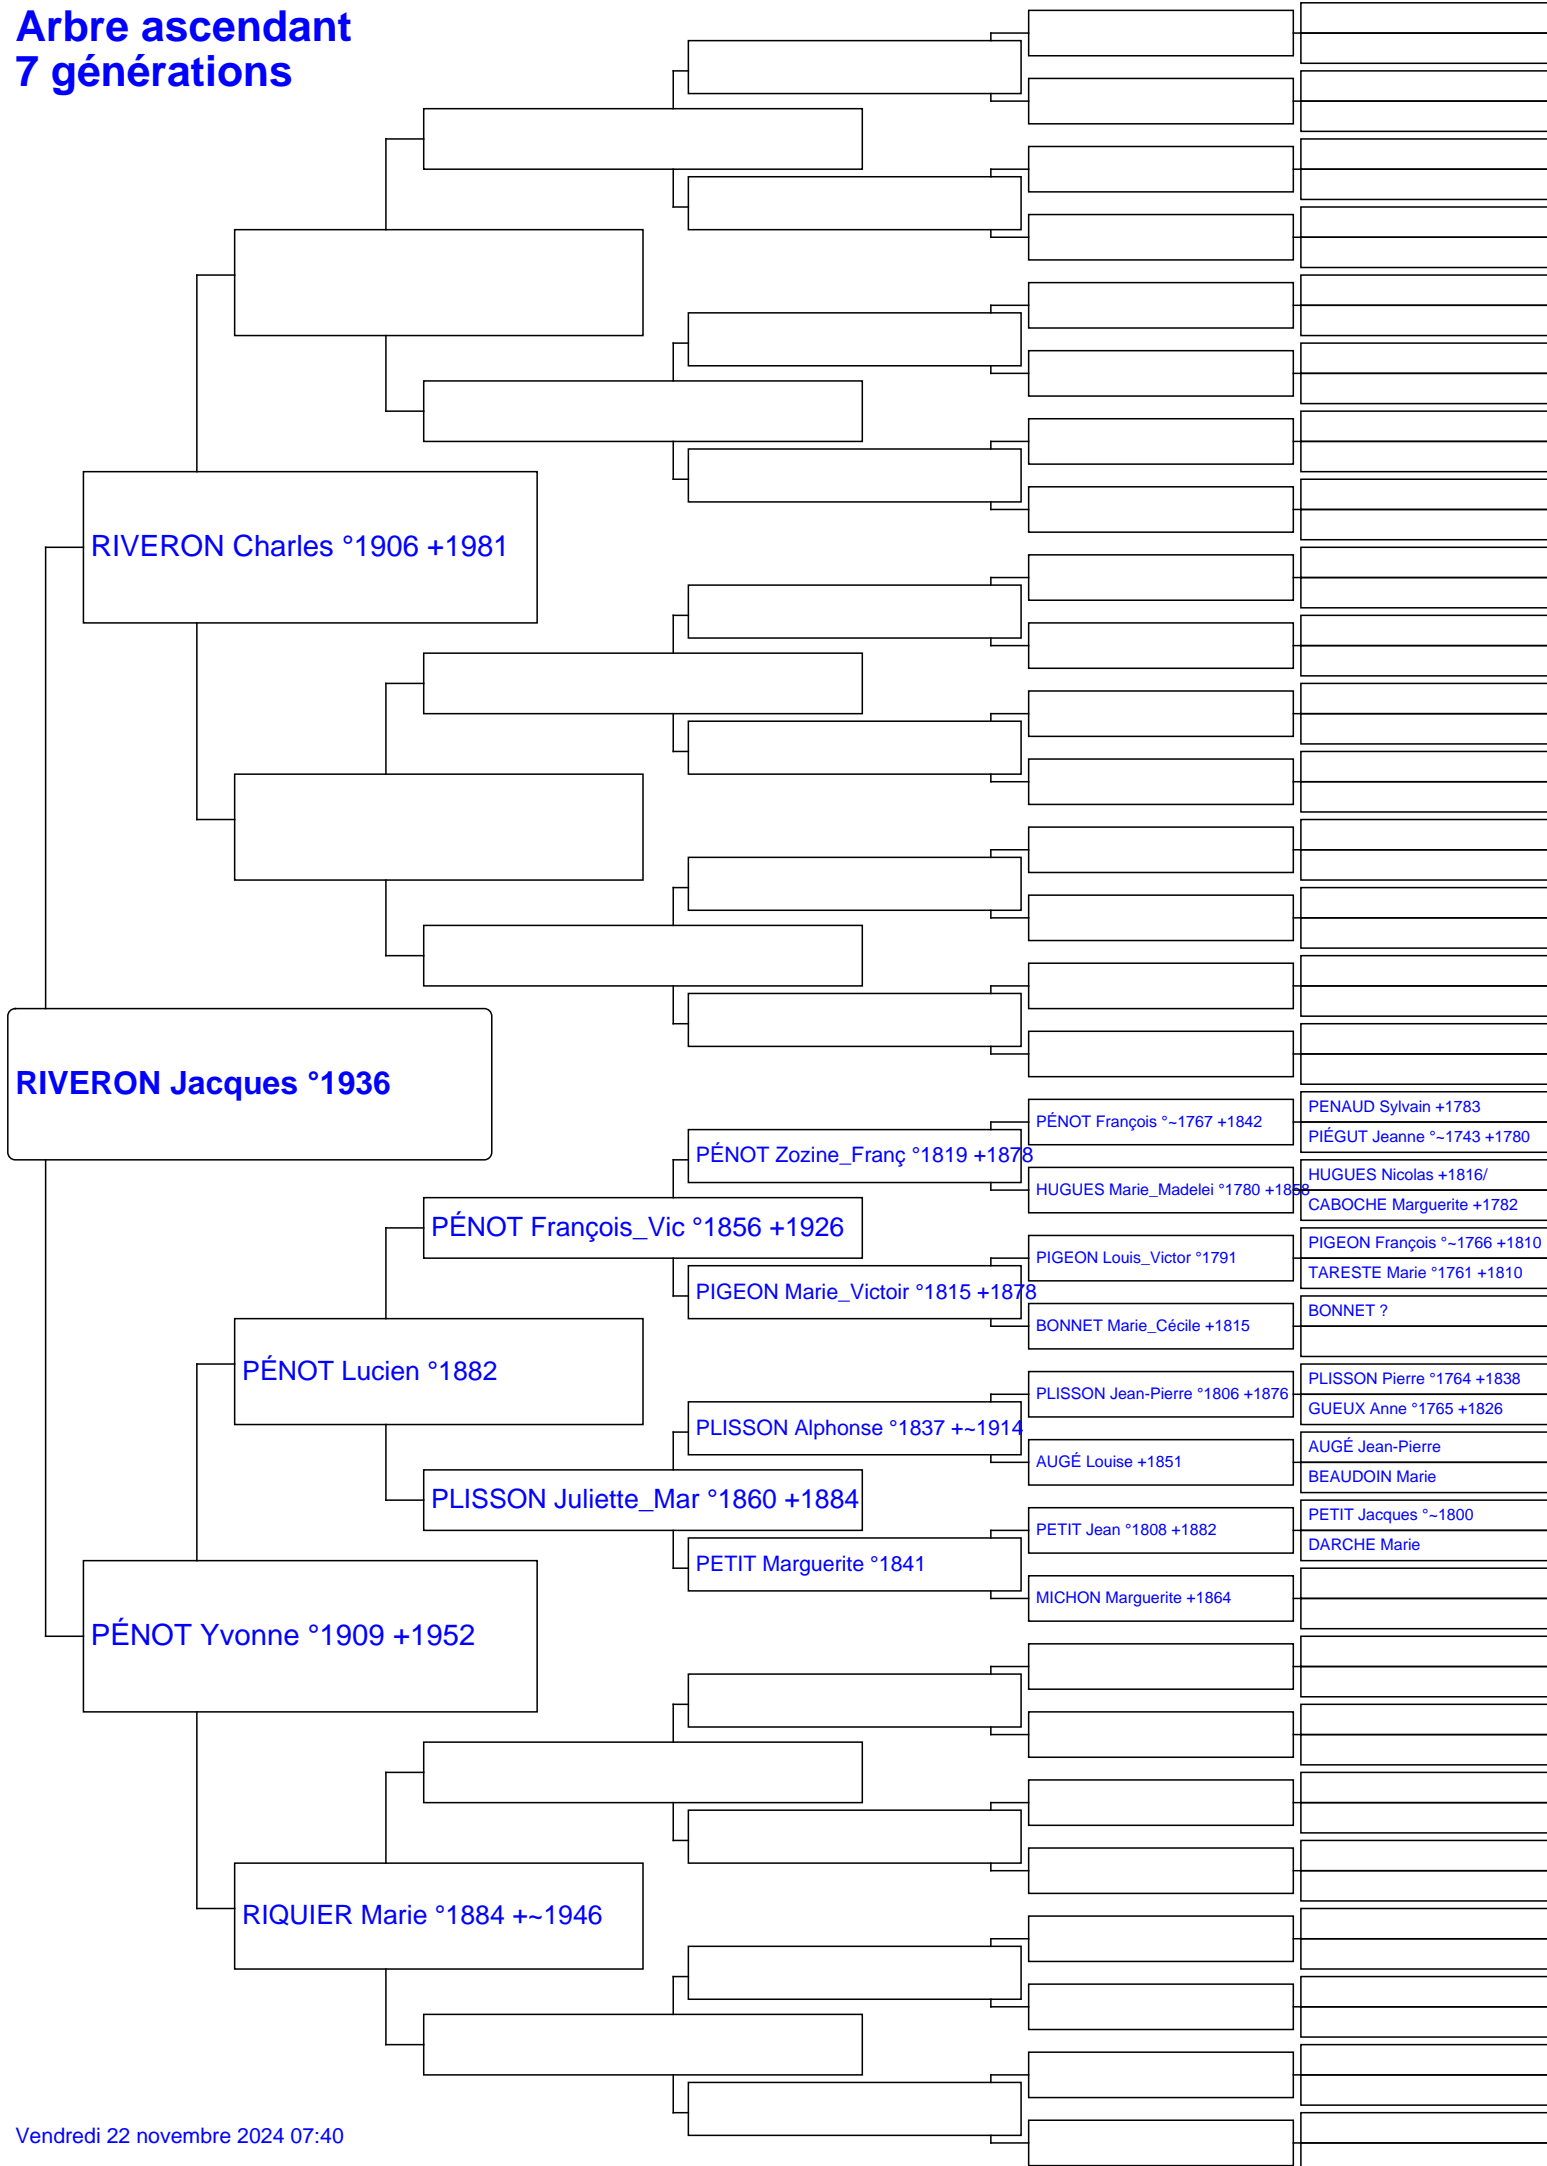 Arbre ascendant
7 générations
RIVERON Charles °1906 +1981
RIVERON Jacques °1936
PENAUD Sylvain +1783
PÉNOT François °~1767 +1842
PIÉGUT Jeanne °~1743 +1780
PÉNOT Zozine_Franç °1819 +1878
HUGUES Nicolas +1816/
HUGUES Marie_Madelei °1780 +1858
CABOCHE Marguerite +1782
PÉNOT François_Vic °1856 +1926
PIGEON François °~1766 +1810
PIGEON Louis_Victor °1791
TARESTE Marie °1761 +1810
PIGEON Marie_Victoir °1815 +1878
BONNET ?
BONNET Marie_Cécile +1815
PÉNOT Lucien °1882
PLISSON Pierre °1764 +1838
PLISSON Jean-Pierre °1806 +1876
GUEUX Anne °1765 +1826
PLISSON Alphonse °1837 +~1914
AUGÉ Jean-Pierre
AUGÉ Louise +1851
BEAUDOIN Marie
PLISSON Juliette_Mar °1860 +1884
PETIT Jacques °~1800
PETIT Jean °1808 +1882
DARCHE Marie
PETIT Marguerite °1841
MICHON Marguerite +1864
PÉNOT Yvonne °1909 +1952
RIQUIER Marie °1884 +~1946
Vendredi 22 novembre 2024 07:40